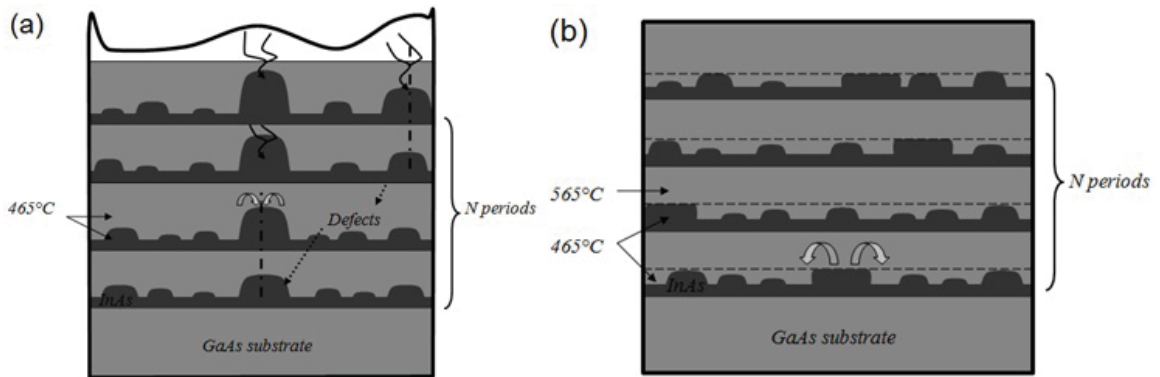 (a)
465°C
Defects
N periods
InAs
GaAs substrate
(b)
565°C
465°C
N periods
InAs
GaAs substrate